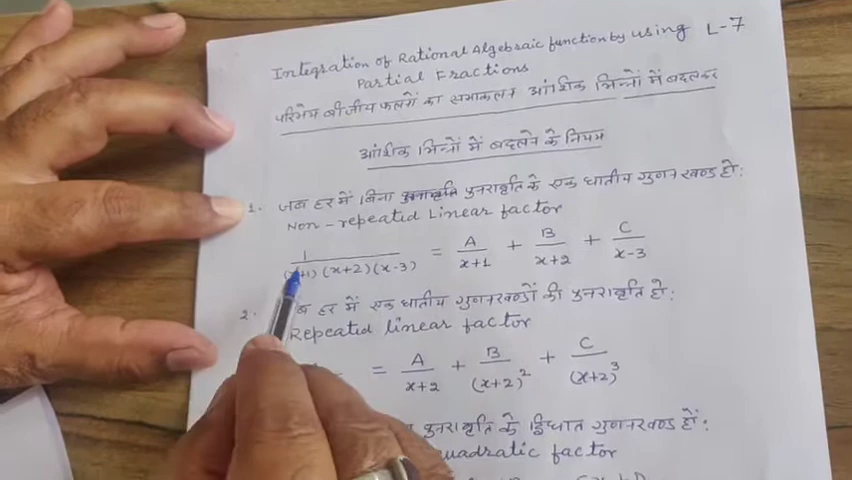 Integration of Rational Algebraic function by using L-7
Partial Fractions
परिमेय बीजीय फलनों का समाकलन आंशिक भिन्नों में बदलकर
आंशिक भिन्नों में बदलने के नियम
1. जब हर में बिना पुनरावृति के एक घातीय गुणनखण्ड हो:
Non-repeated Linear factor
1/(x+1)(x+2)(x-3) = A/x+1 + B/x+2 + C/x-3
2. ब हर में एक घातीय गुणनखण्डों की पुनरावृति हो:
Repeated linear factor
= A/x+2 + B/(x+2)² + C/(x+2)³
पुनरावृति के द्विघात गुणनखण्ड हों:
quadratic factor